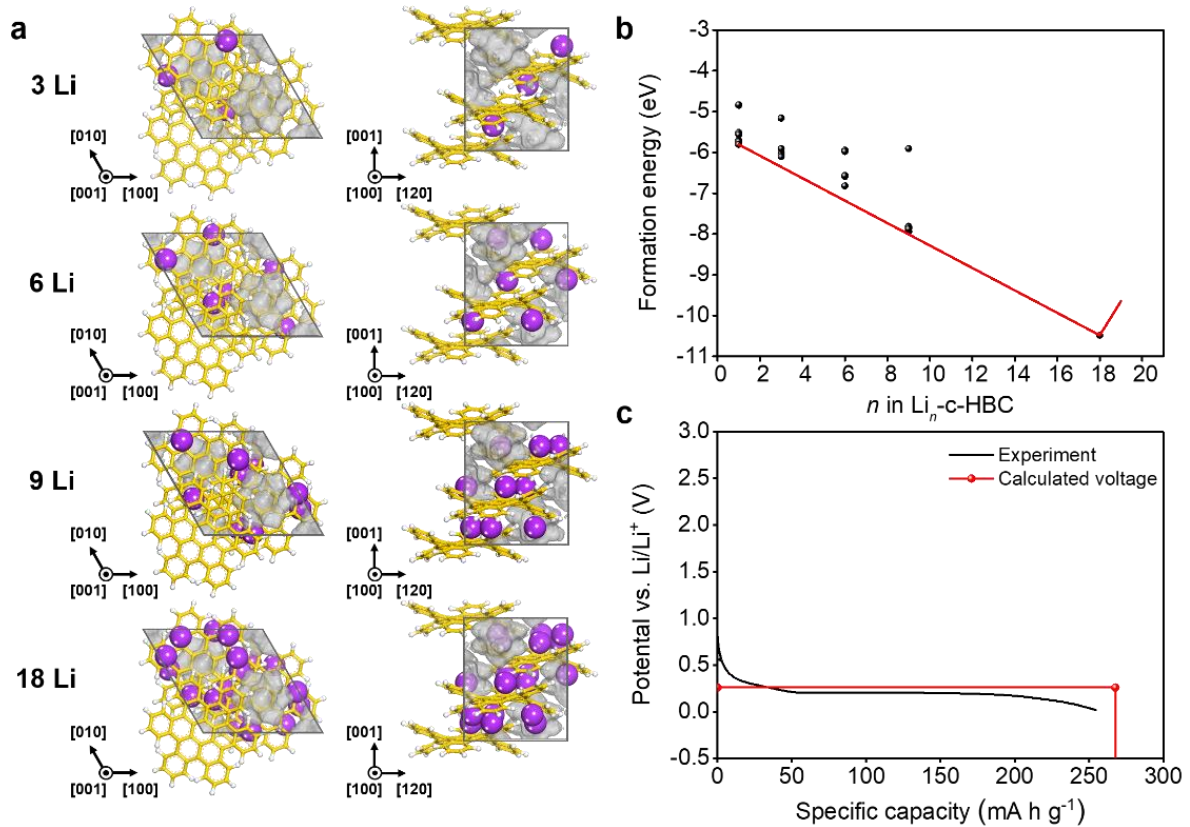 a
3 Li
[010]
[001] [100]
[001]
[100] [120]
6 Li
[010]
[001] [100]
[001]
[100] [120]
9 Li
[010]
[001] [100]
[001]
[100] [120]
18 Li
[010]
[001] [100]
[001]
[100] [120]
b
Formation energy (eV)
-3
-4
-5
-6
-7
-8
-9
-10
-11
0 2 4 6 8 10 12 14 16 18 20
n in Liₙ-c-HBC
c
Potental vs. Li/Li⁺ (V)
3.0
2.5
2.0
1.5
1.0
0.5
0.0
-0.5
Experiment
Calculated voltage
0 50 100 150 200 250 300
Specific capacity (mA h g⁻¹)